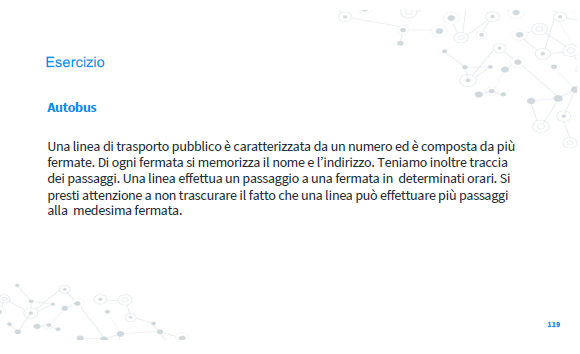 Esercizio
Autobus
Una linea di trasporto pubblico è caratterizzata da un numero ed è composta da più
fermate. Di ogni fermata si memorizza il nome e l'indirizzo. Teniamo inoltre traccia
dei passaggi. Una linea effettua un passaggio a una fermata in determinati orari. Si
presti attenzione a non trascurare il fatto che una linea può effettuare più passaggi
alla medesima fermata.
119